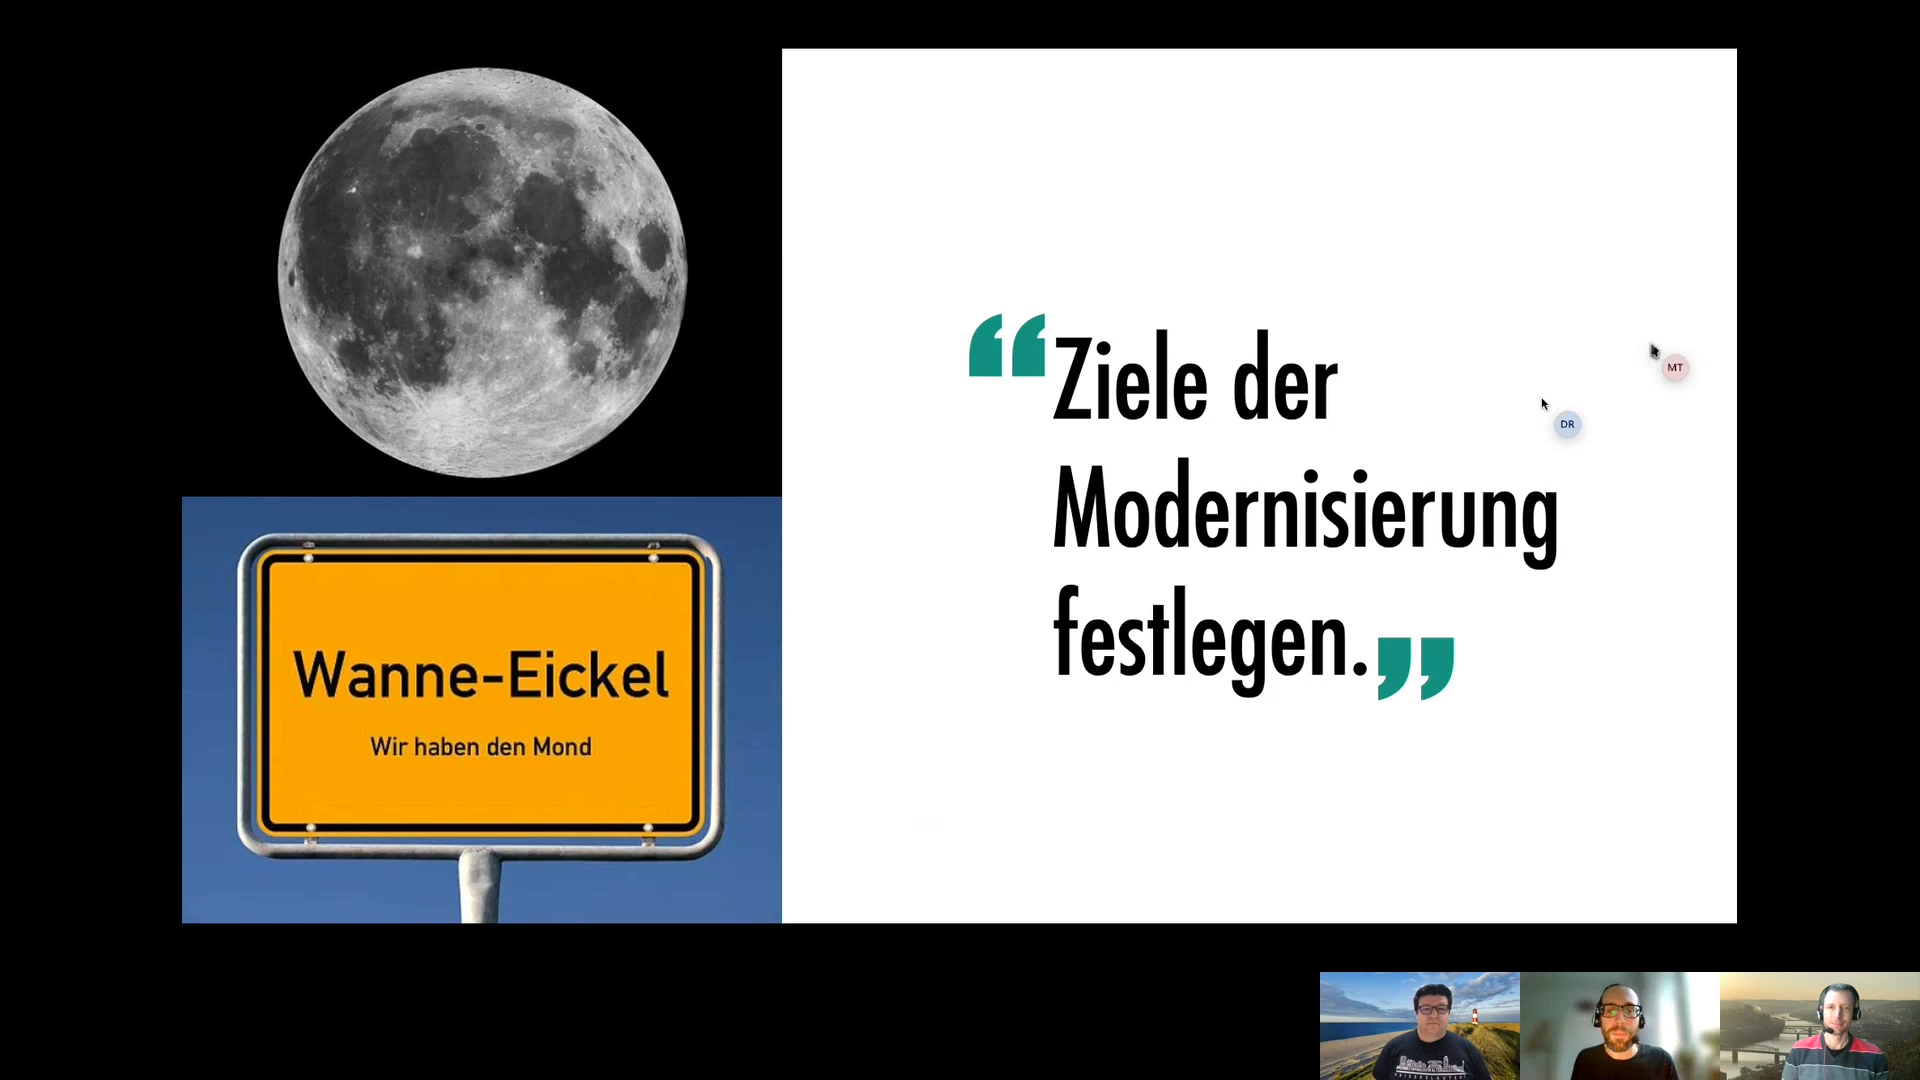 Wanne-Eickel
Wir haben den Mond
“Ziele der
Modernisierung
festlegen.”
MT
DR